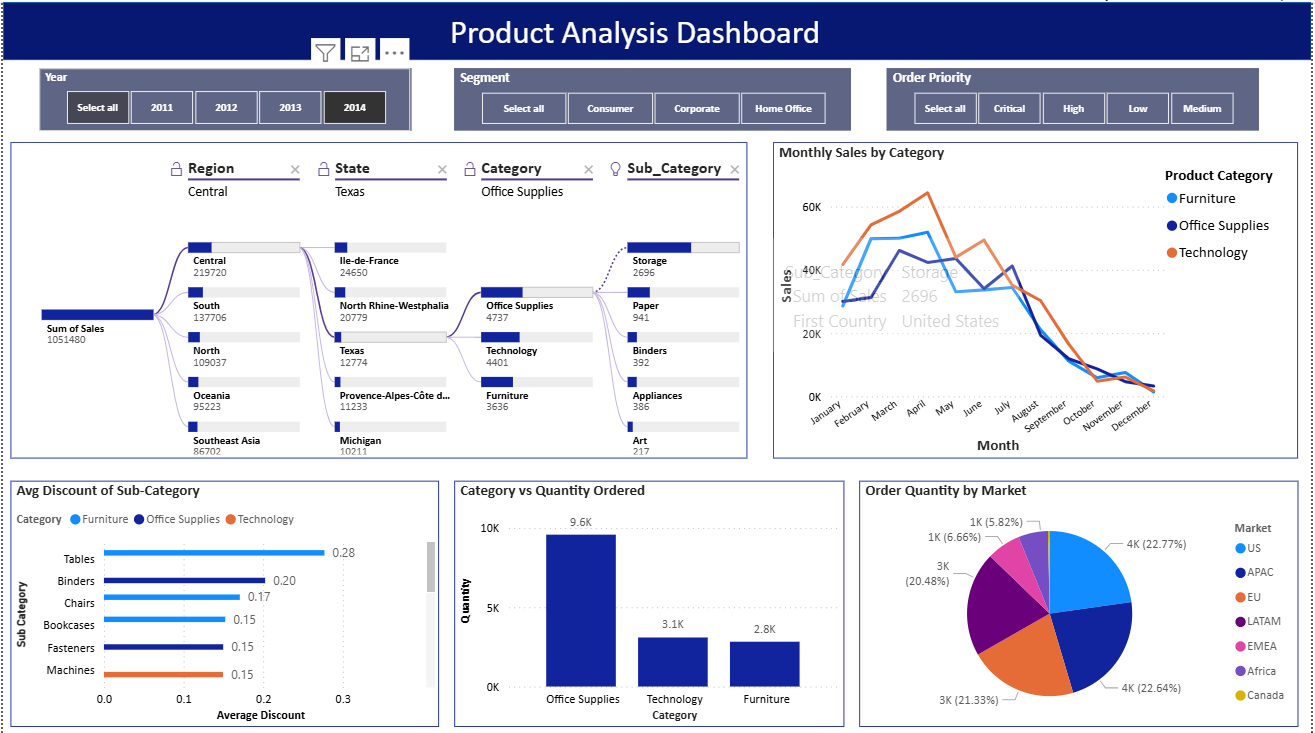 Product Analysis Dashboard
Year
Select all 2011 2012 2013 2014
Segment
Select all Consumer Corporate Home Office
Order Priority
Select all Critical High Low Medium
Region
Central
State
Texas
Category
Office Supplies
Sub_Category
Sum of Sales
1051480
Central
219720
South
137706
North
109037
Oceania
95223
Southeast Asia
86702
Ile-de-France
24650
North Rhine-Westphalia
20779
Texas
12774
Provence-Alpes-Côte d...
11233
Michigan
10211
Office Supplies
4737
Technology
4401
Furniture
3636
Storage
2696
Paper
941
Binders
392
Appliances
386
Art
217
Monthly Sales by Category
Product Category
Furniture
Office Supplies
Technology
Sales
60K
40K
20K
0K
Sub_Category Storage
Sum of Sales 2696
First Country United States
January February March April May June July August September October November December
Month
Avg Discount of Sub-Category
Category Furniture Office Supplies Technology
Sub Category
Tables 0.28
Binders 0.20
Chairs 0.17
Bookcases 0.15
Fasteners 0.15
Machines 0.15
0.0 0.1 0.2 0.3
Average Discount
Category vs Quantity Ordered
Quantity
10K
5K
0K
9.6K
3.1K
2.8K
Office Supplies Technology Furniture
Category
Order Quantity by Market
1K (5.82%)
1K (6.66%)
3K
(20.48%)
3K (21.33%)
4K (22.77%)
4K (22.64%)
Market
US
APAC
EU
LATAM
EMEA
Africa
Canada